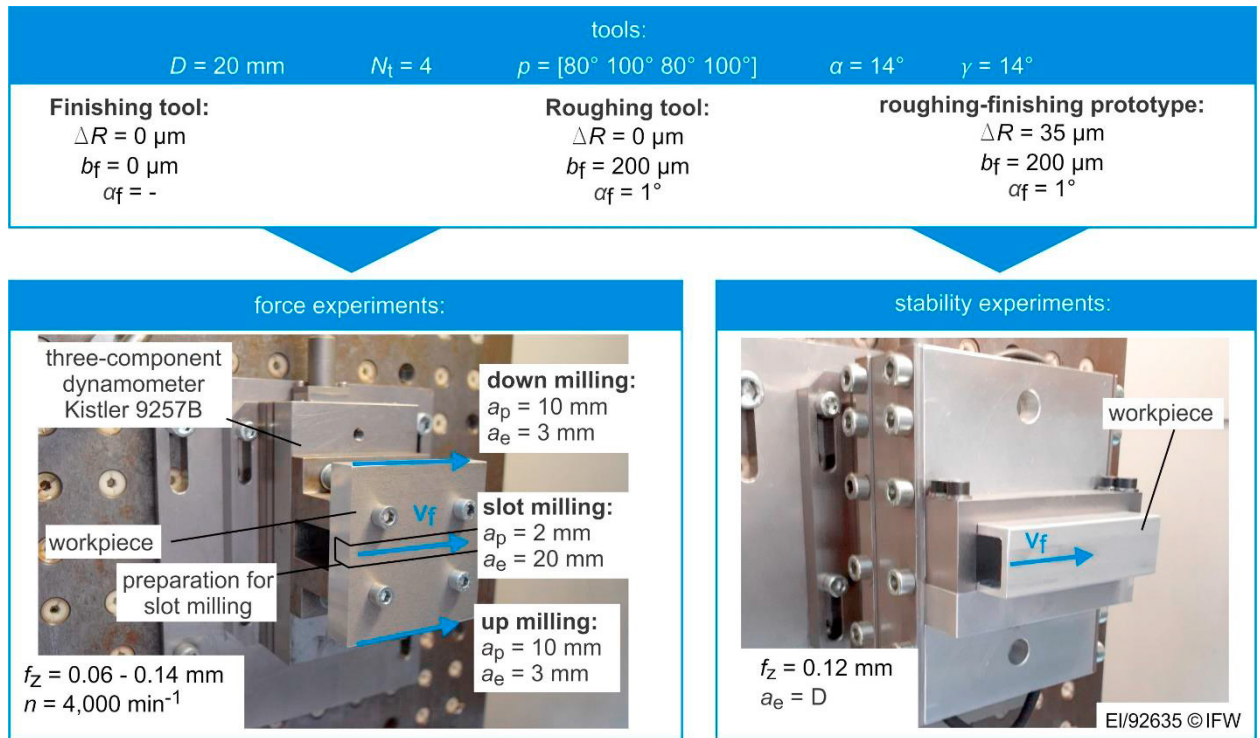 tools:
D = 20 mm Nt = 4 p = [80° 100° 80° 100°] α = 14° γ = 14°
Finishing tool:
ΔR = 0 µm
bf = 0 µm
αf = -
Roughing tool:
ΔR = 0 µm
bf = 200 µm
αf = 1°
roughing-finishing prototype:
ΔR = 35 µm
bf = 200 µm
αf = 1°
force experiments:
three-component
dynamometer
Kistler 9257B
down milling:
ap = 10 mm
ae = 3 mm
vf
slot milling:
ap = 2 mm
ae = 20 mm
workpiece
preparation for
slot milling
up milling:
ap = 10 mm
ae = 3 mm
fz = 0.06 - 0.14 mm
n = 4,000 min⁻¹
stability experiments:
workpiece
vf
fz = 0.12 mm
ae = D
EI/92635 © IFW